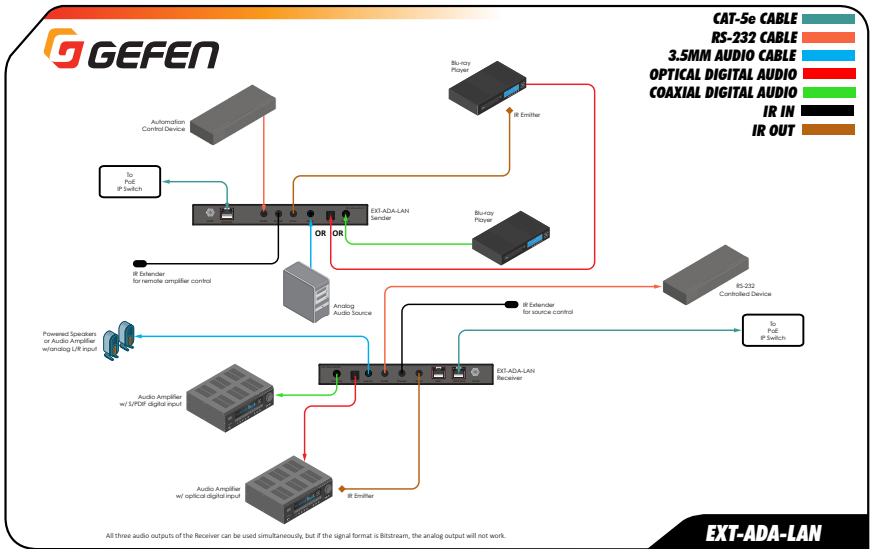 GEFEN
CAT-5e CABLE
RS-232 CABLE
3.5MM AUDIO CABLE
OPTICAL DIGITAL AUDIO
COAXIAL DIGITAL AUDIO
IR IN
IR OUT
Blu-ray
Player
IR Emitter
Automation
Control Device
To
PoE
IP Switch
EXT-ADA-LAN
Sender
OR OR
Blu-ray
Player
IR Extender
for remote amplifier control
Analog
Audio Source
IR Extender
for source control
RS-232
Controlled Device
To
PoE
IP Switch
Powered Speakers
or Audio Amplifier
w/analog L/R input
EXT-ADA-LAN
Receiver
Audio Amplifier
w/ S/PDIF digital input
Audio Amplifier
w/ optical digital input
IR Emitter
All three audio outputs of the Receiver can be used simultaneously, but if the signal format is Bitstream, the analog output will not work.
EXT-ADA-LAN